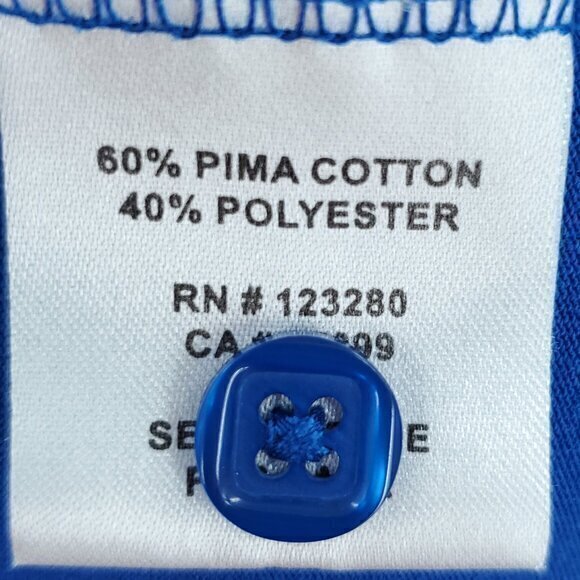 60% PIMA COTTON
40% POLYESTER
RN # 123280
CA